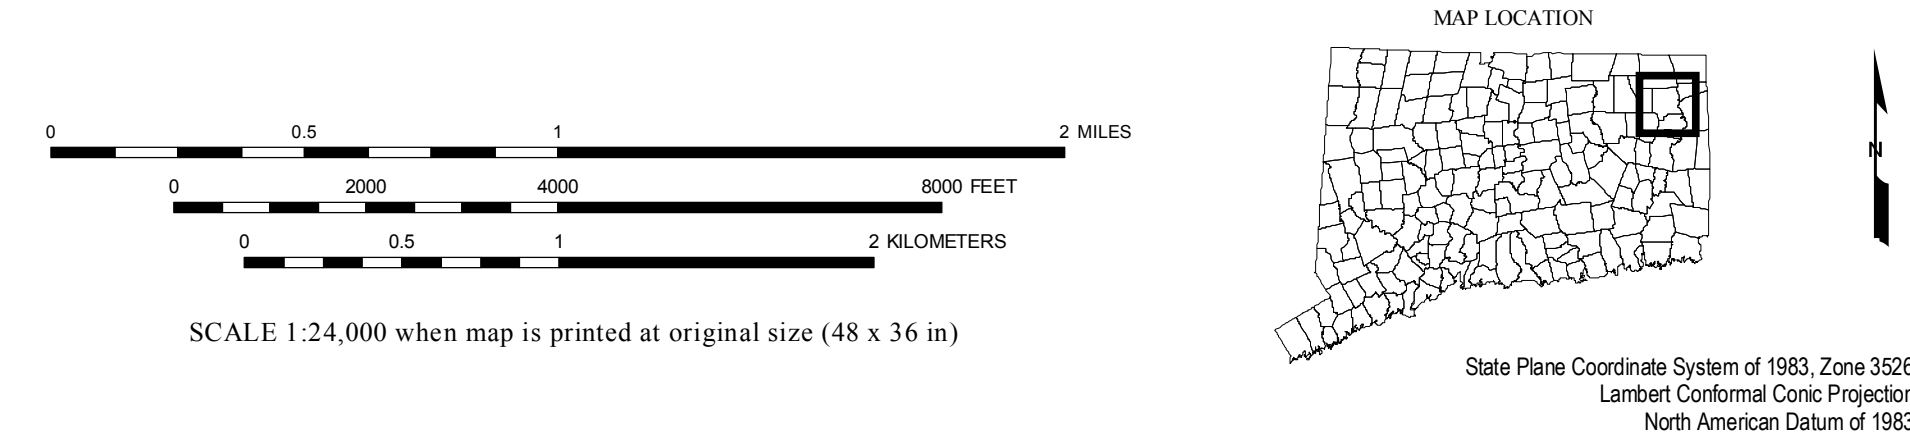 MAP LOCATION
0 0.5 1 2 MILES
0 2000 4000 8000 FEET
0 0.5 1 2 KILOMETERS
SCALE 1:24,000 when map is printed at original size (48 x 36 in)
N
State Plane Coordinate System of 1983, Zone 3526
Lambert Conformal Conic Projection
North American Datum of 1983